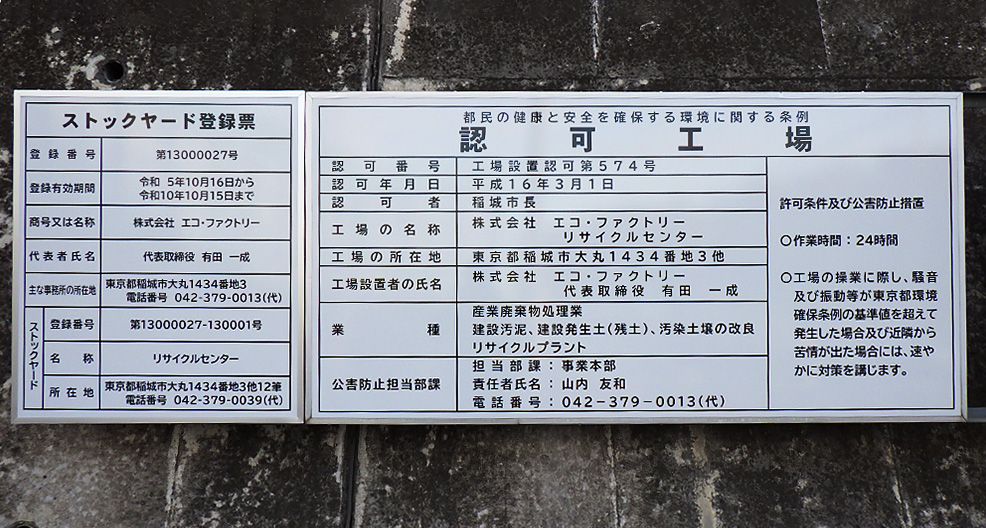 ストックヤード登録票
登録番号 第13000027号
登録有効期間 令和 5年10月16日から
令和10年10月15日まで
商号又は名称 株式会社 エコ・ファクトリー
代表者氏名 代表取締役 有田 一成
主な事務所の所在地 東京都稲城市大丸1434番地3
電話番号 042-379-0013(代)
ストックヤード
登録番号 第13000027-130001号
名称 リサイクルセンター
所在地 東京都稲城市大丸1434番地3他12筆
電話番号 042-379-0039(代)
都民の健康と安全を確保する環境に関する条例
認可工場
認可番号 工場設置認可第574号
認可年月日 平成16年3月1日
認可者 稲城市長
工場の名称 株式会社 エコ・ファクトリー
リサイクルセンター
工場の所在地 東京都稲城市大丸1434番地3他
工場設置者の氏名 株式会社 エコ・ファクトリー
代表取締役 有田 一成
業種 産業廃棄物処理業
建設汚泥、建設発生土(残土)、汚染土壌の改良
リサイクルプラント
公害防止担当部課 担当部課:事業本部
責任者氏名:山内 友和
電話番号:042-379-0013(代)
許可条件及び公害防止措置
○作業時間:24時間
○工場の操業に際し、騒音
及び振動等が東京都環境
確保条例の基準値を超えて
発生した場合及び近隣から
苦情が出た場合には、速や
かに対策を講じます。